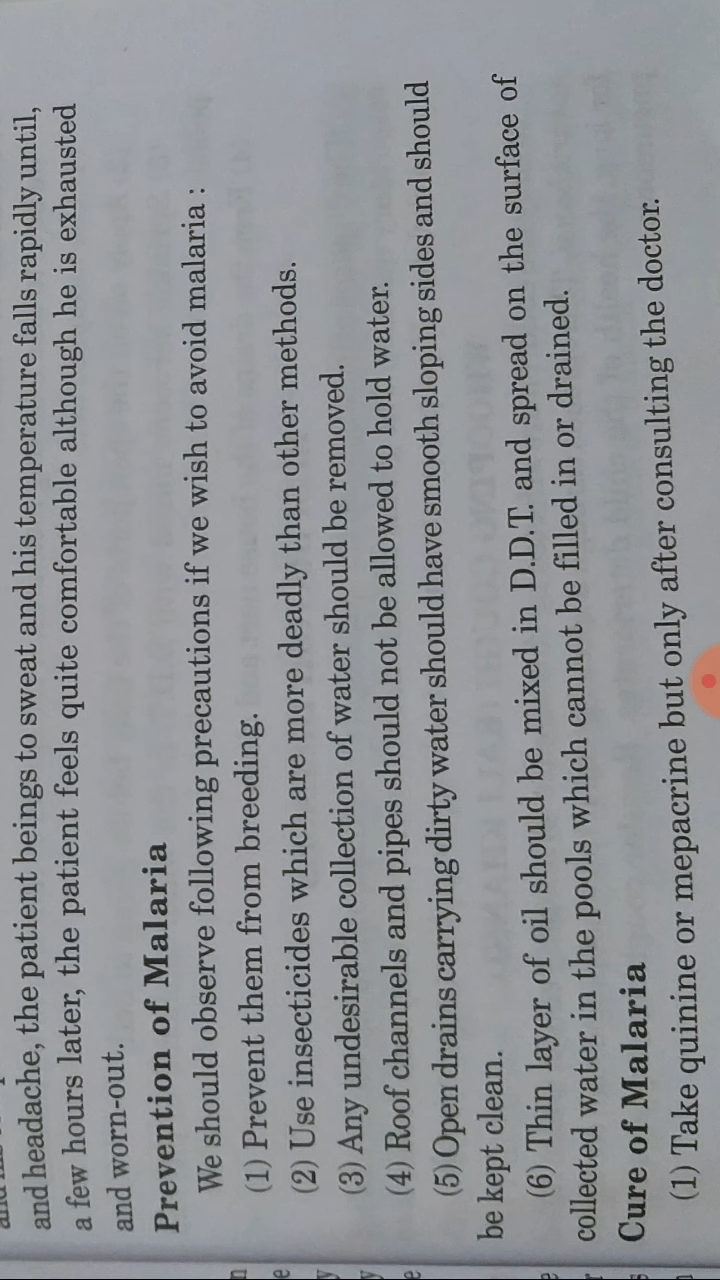 and headache, the patient beings to sweat and his temperature falls rapidly until,
a few hours later, the patient feels quite comfortable although he is exhausted
and worn-out.
Prevention of Malaria
We should observe following precautions if we wish to avoid malaria :
(1) Prevent them from breeding.
(2) Use insecticides which are more deadly than other methods.
(3) Any undesirable collection of water should be removed.
(4) Roof channels and pipes should not be allowed to hold water.
(5) Open drains carrying dirty water should have smooth sloping sides and should
be kept clean.
(6) Thin layer of oil should be mixed in D.D.T. and spread on the surface of
collected water in the pools which cannot be filled in or drained.
Cure of Malaria
(1) Take quinine or mepacrine but only after consulting the doctor.